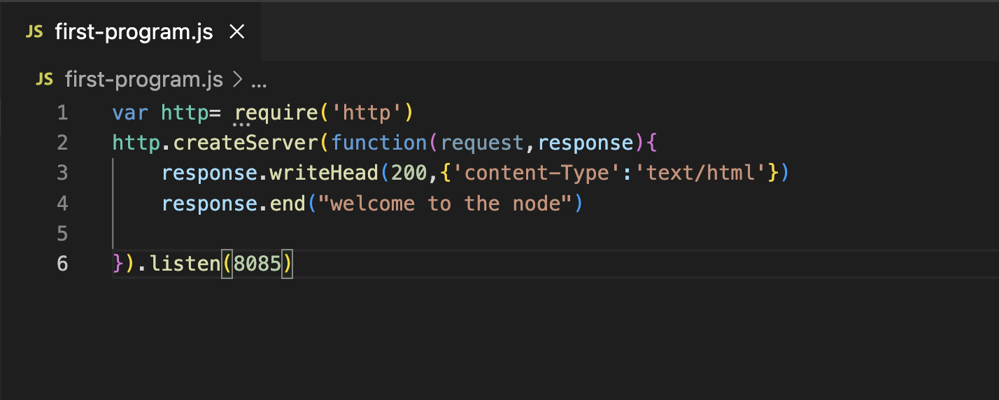 JS first-program.js ×
JS first-program.js > ...
1 var http= require('http')
2 http.createServer(function(request,response){
3     response.writeHead(200,{'content-Type':'text/html'})
4     response.end("welcome to the node")
5
6 }).listen(8085)